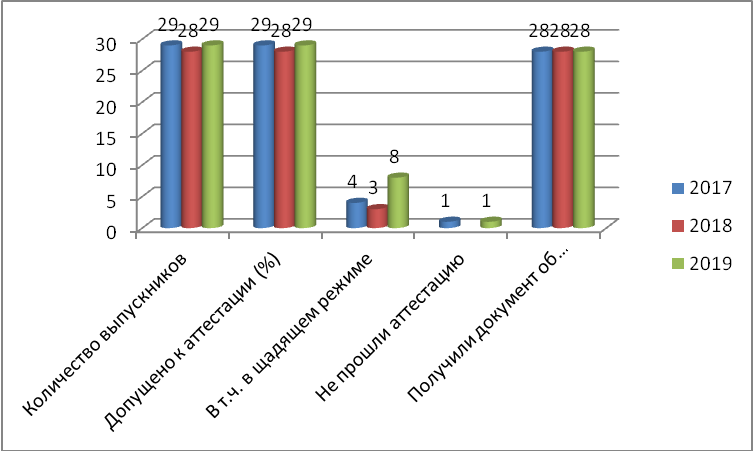 29 28 29 29 28 29 4 3 8 1 1 28 28 28
30
25
20
15
10
5
0
Количество выпускников
Допущено к аттестации (%)
В т.ч. в щадящем режиме
Не прошли аттестацию
Получили документ об...
2017
2018
2019